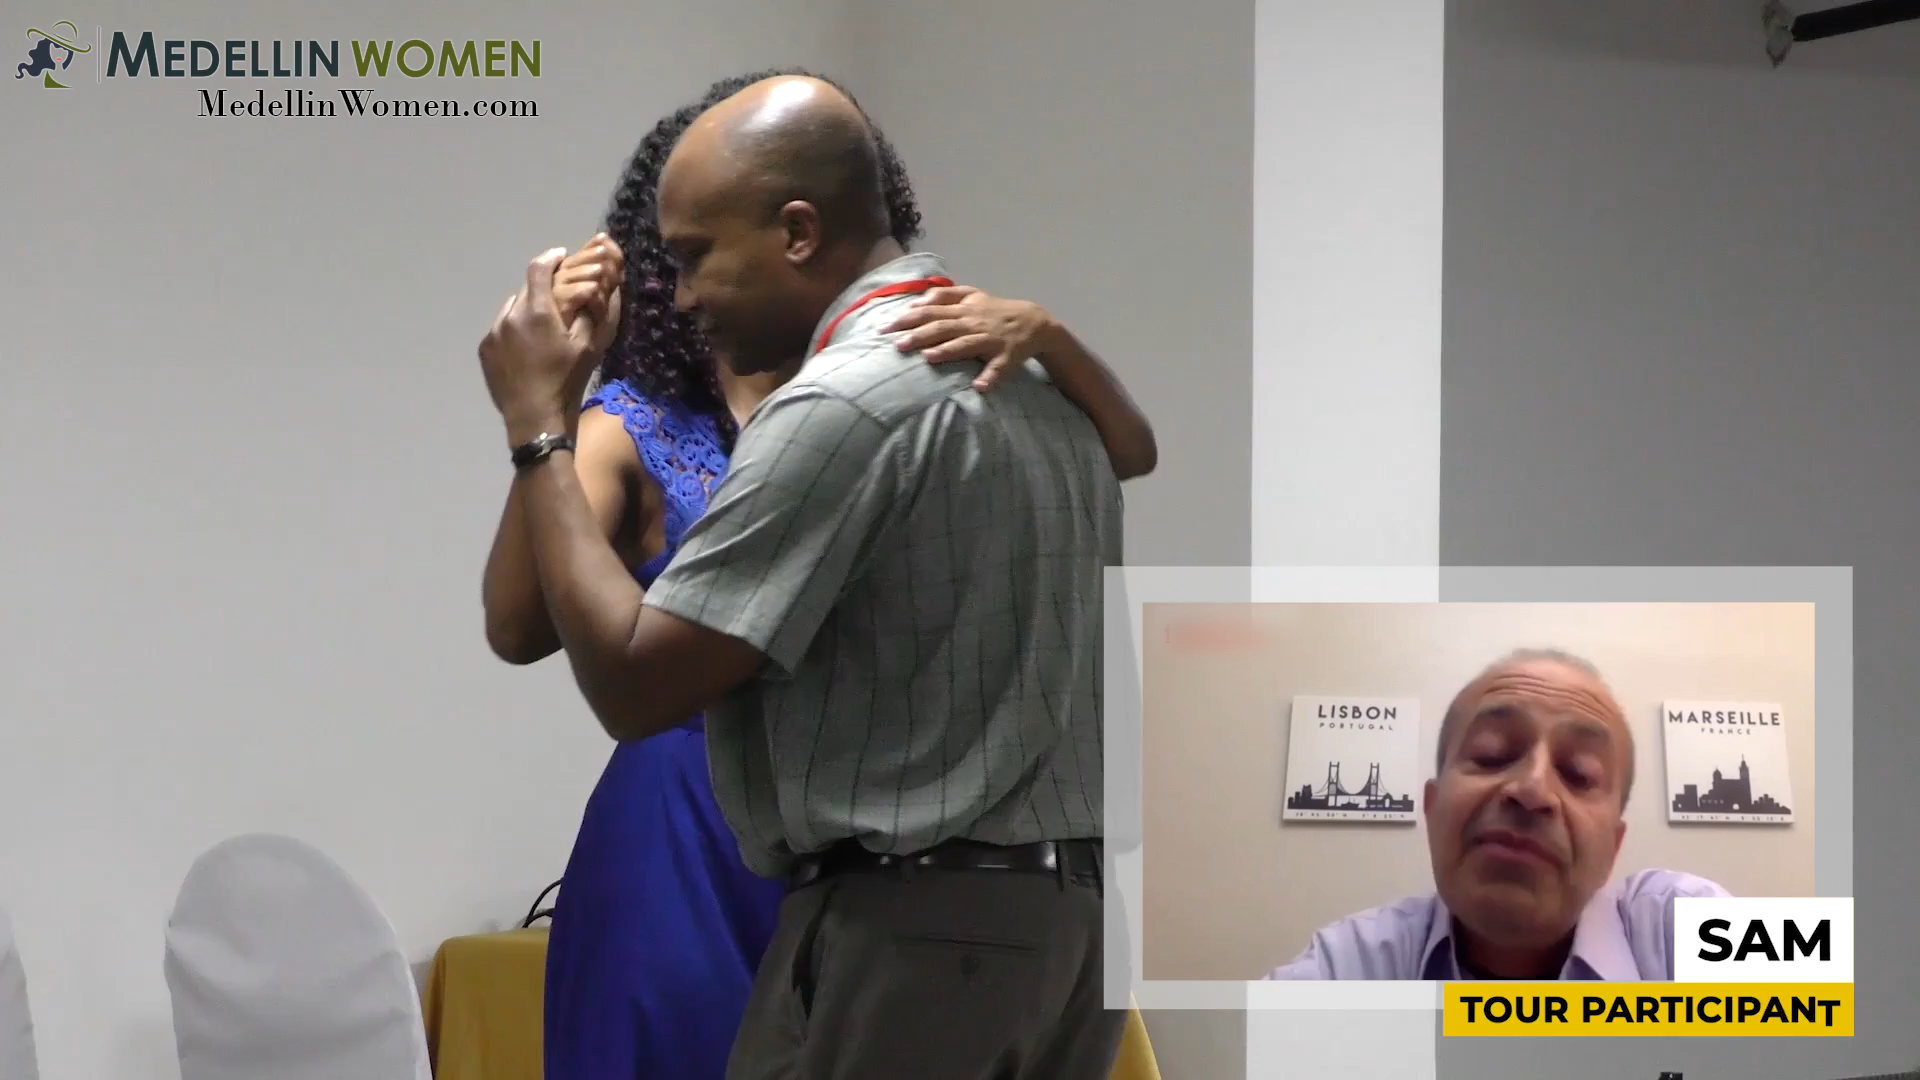 MEDELLIN WOMEN
MedellinWomen.com
LISBON
PORTUGAL
MARSEILLE
FRANCE
SAM
TOUR PARTICIPANT